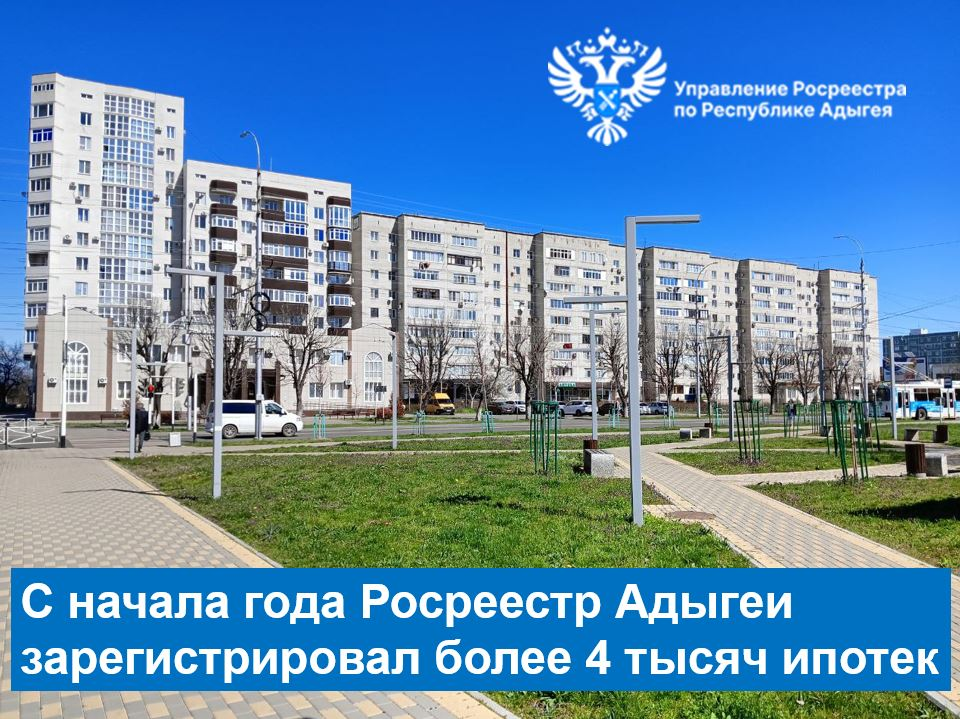 Управление Росреестра
по Республике Адыгея
С начала года Росреестр Адыгеи
зарегистрировал более 4 тысяч ипотек